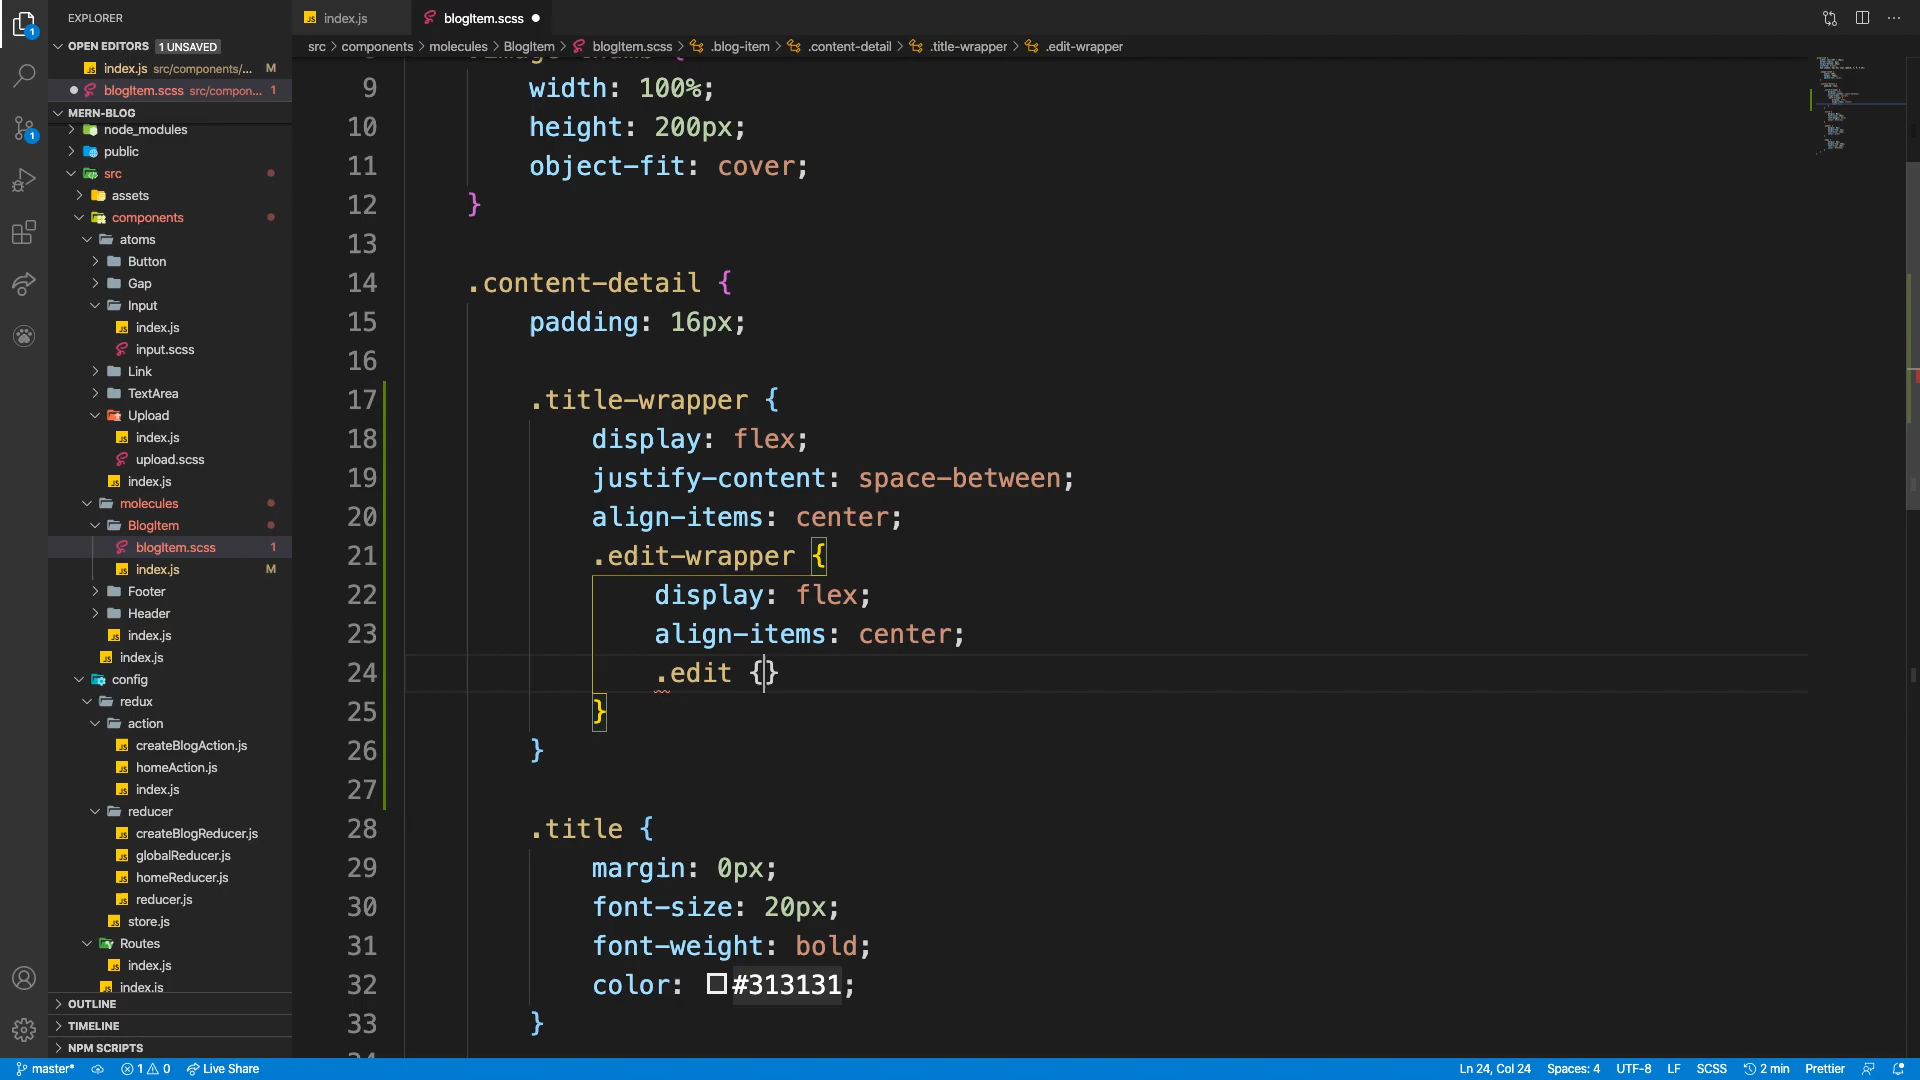 EXPLORER
index.js
blogItem.scss
OPEN EDITORS 1 UNSAVED
src > components > molecules > BlogItem > blogItem.scss > .blog-item > .content-detail > .title-wrapper > .edit-wrapper
index.js src/components/... M
blogItem.scss src/compon... 1
MERN-BLOG
node_modules
public
src
assets
components
atoms
Button
Gap
Input
index.js
input.scss
Link
TextArea
Upload
index.js
upload.scss
index.js
molecules
BlogItem
blogItem.scss 1
index.js M
Footer
Header
index.js
index.js
config
redux
action
createBlogAction.js
homeAction.js
index.js
reducer
createBlogReducer.js
globalReducer.js
homeReducer.js
reducer.js
store.js
Routes
index.js
index.js
OUTLINE
TIMELINE
NPM SCRIPTS
9 width: 100%;
10 height: 200px;
11 object-fit: cover;
12 }
13
14 .content-detail {
15 padding: 16px;
16
17 .title-wrapper {
18 display: flex;
19 justify-content: space-between;
20 align-items: center;
21 .edit-wrapper {
22 display: flex;
23 align-items: center;
24 .edit {}
25 }
26 }
27
28 .title {
29 margin: 0px;
30 font-size: 20px;
31 font-weight: bold;
32 color: #313131;
33 }
master* 1 0 Live Share
Ln 24, Col 24 Spaces: 4 UTF-8 LF SCSS 2 min Prettier